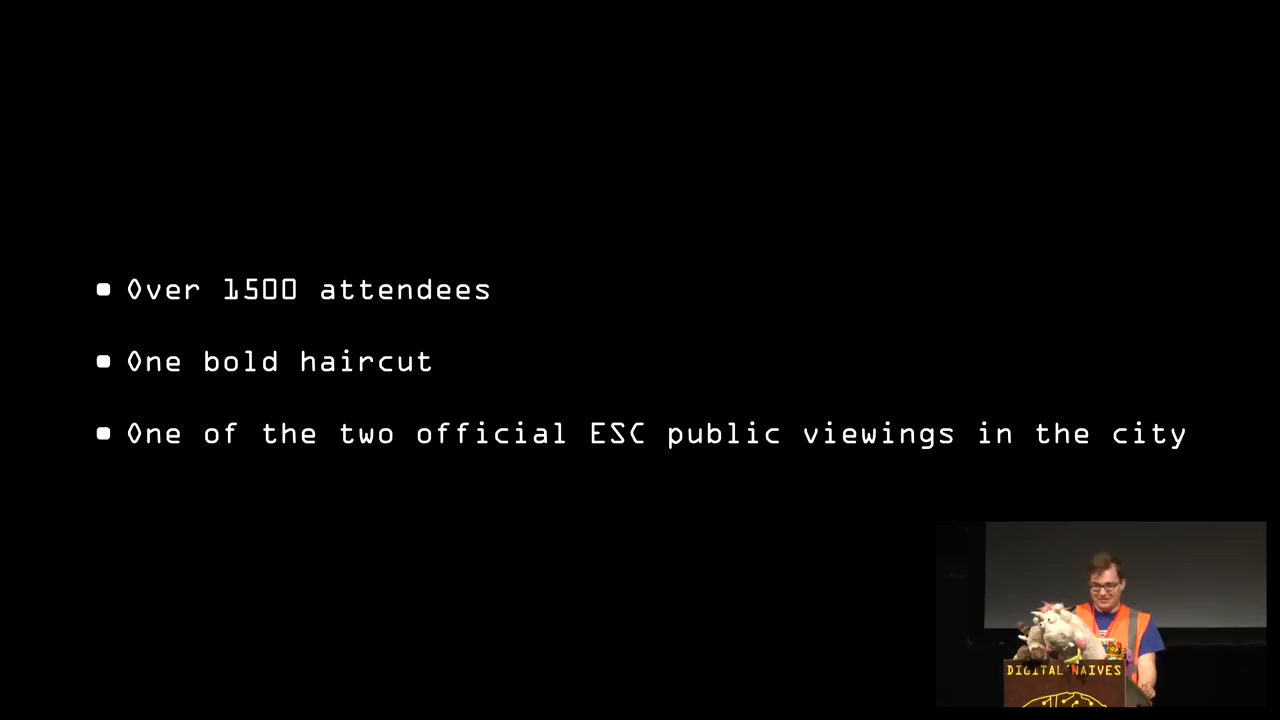 Over 1500 attendees
One bold haircut
One of the two official ESC public viewings in the city
DIGITAL NAIVES